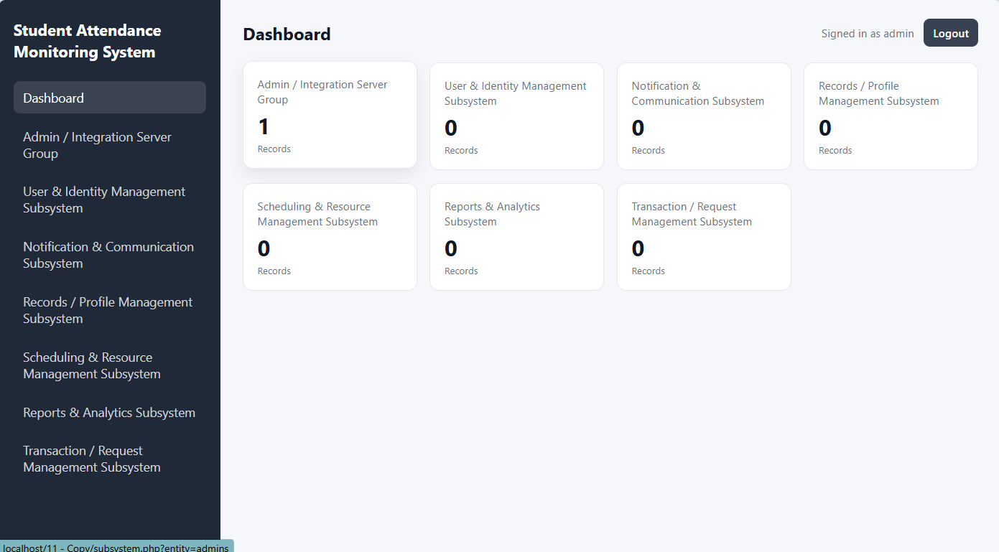 Student Attendance
Monitoring System
Dashboard
Admin / Integration Server
Group
User & Identity Management
Subsystem
Notification & Communication
Subsystem
Records / Profile Management
Subsystem
Scheduling & Resource
Management Subsystem
Reports & Analytics Subsystem
Transaction / Request
Management Subsystem
Dashboard
Signed in as admin
Logout
Admin / Integration Server
Group
1
Records
User & Identity Management
Subsystem
0
Records
Notification &
Communication Subsystem
0
Records
Records / Profile
Management Subsystem
0
Records
Scheduling & Resource
Management Subsystem
0
Records
Reports & Analytics
Subsystem
0
Records
Transaction / Request
Management Subsystem
0
Records
localhost/11 - Copy/subsystem.php?entity=admins